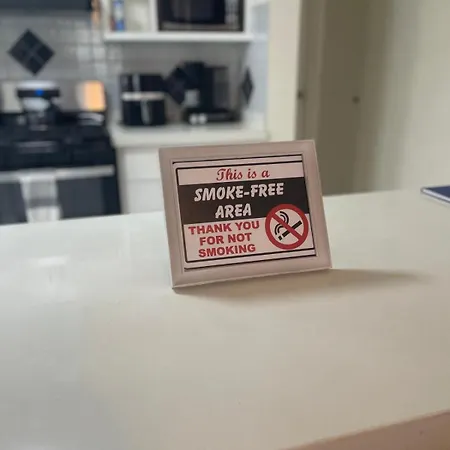 This is a
SMOKE-FREE
AREA
THANK YOU
FOR NOT
SMOKING